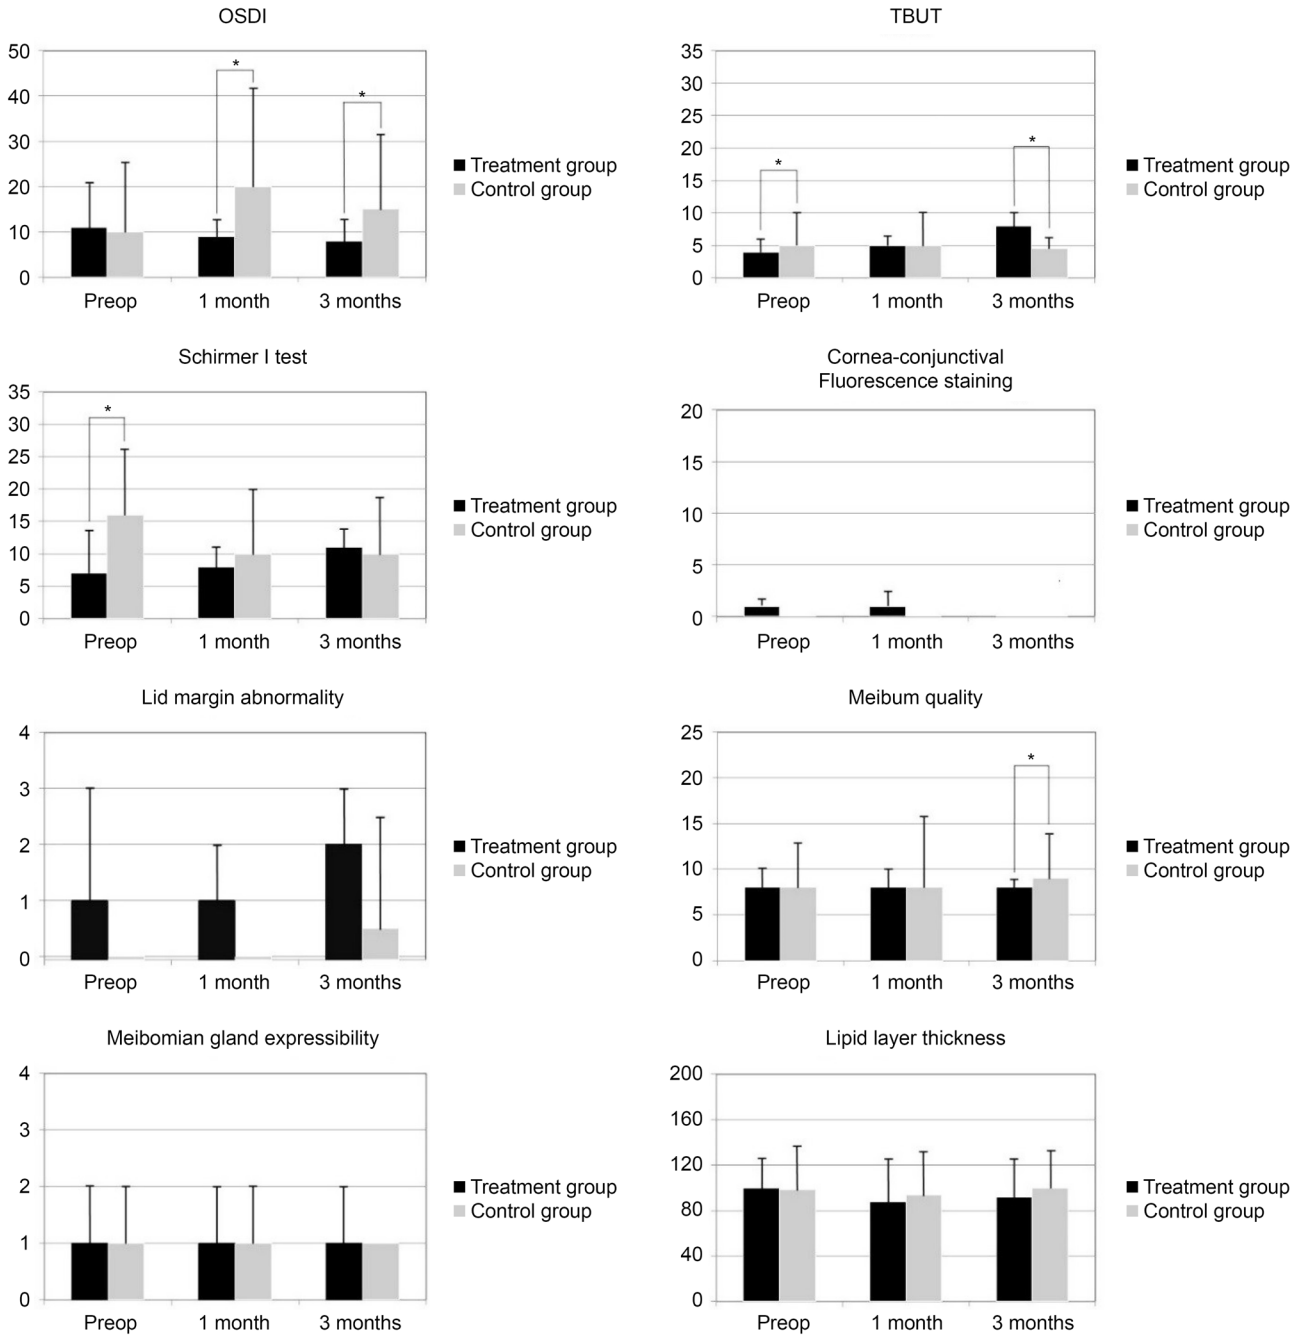 OSDI
50
40
30
20
10
0
*
*
Preop 1 month 3 months
Treatment group
Control group
TBUT
35
30
25
20
15
10
5
0
*
*
Preop 1 month 3 months
Treatment group
Control group
Schirmer I test
35
30
25
20
15
10
5
0
*
Preop 1 month 3 months
Treatment group
Control group
Cornea-conjunctival
Fluorescence staining
20
15
10
5
0
Preop 1 month 3 months
Treatment group
Control group
Lid margin abnormality
4
3
2
1
0
Preop 1 month 3 months
Treatment group
Control group
Meibum quality
25
20
15
10
5
0
*
Preop 1 month 3 months
Treatment group
Control group
Meibomian gland expressibility
4
3
2
1
0
Preop 1 month 3 months
Treatment group
Control group
Lipid layer thickness
200
160
120
80
40
0
Preop 1 month 3 months
Treatment group
Control group